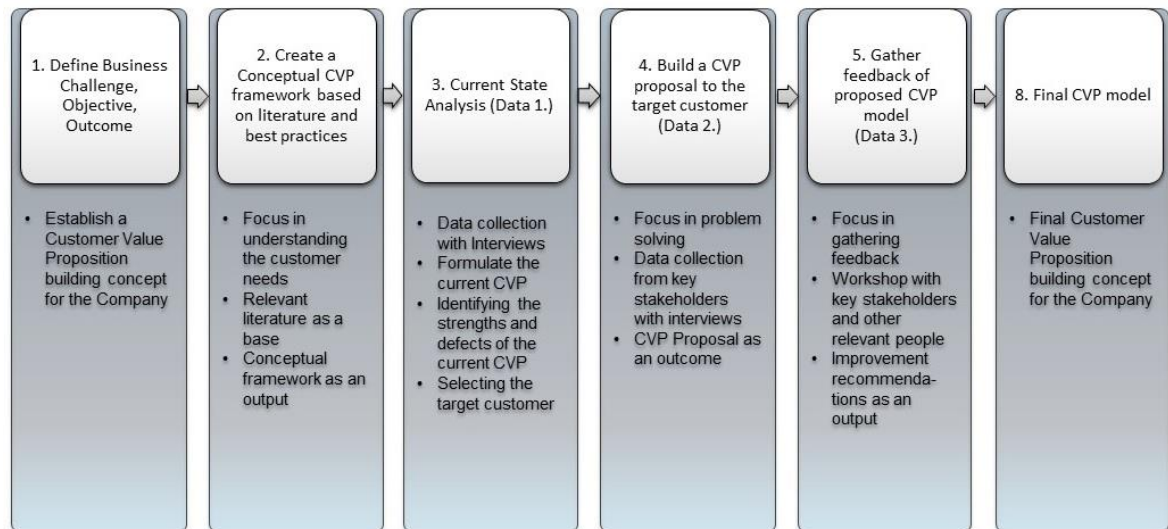 1. Define Business
Challenge,
Objective,
Outcome
• Establish a
Customer Value
Proposition
building concept
for the Company
2. Create a
Conceptual CVP
framework based
on literature and
best practices
• Focus in
understanding
the customer
needs
• Relevant
literature as a
base
• Conceptual
framework as an
output
3. Current State
Analysis (Data 1.)
• Data collection
with Interviews
• Formulate the
current CVP
• Identifying the
strengths and
defects of the
current CVP
• Selecting the
target customer
4. Build a CVP
proposal to the
target customer
(Data 2.)
• Focus in problem
solving
• Data collection
from key
stakeholders
with interviews
• CVP Proposal as
an outcome
5. Gather
feedback of
proposed CVP
model
(Data 3.)
• Focus in
gathering
feedback
• Workshop with
key stakeholders
and other
relevant people
• Improvement
recommenda-
tions as an
output
8. Final CVP model
• Final Customer
Value
Proposition
building concept
for the Company